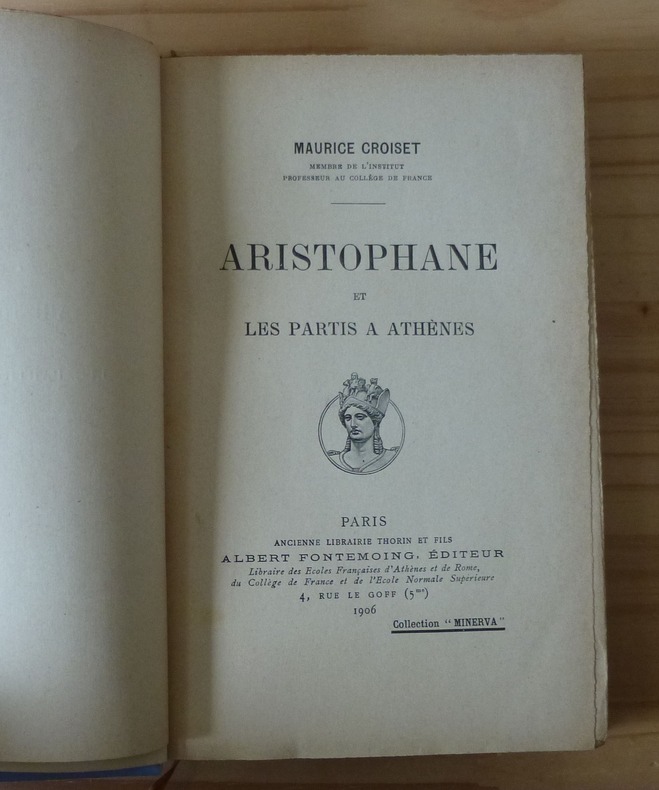 MAURICE CROISET
MEMBRE DE L'INSTITUT
PROFESSEUR AU COLLÈGE DE FRANCE
ARISTOPHANE
ET
LES PARTIS A ATHÈNES
PARIS
ANCIENNE LIBRAIRIE THORIN ET FILS
ALBERT FONTEMOING, ÉDITEUR
Libraire des Ecoles Françaises d'Athènes et de Rome,
du Collège de France et de l'Ecole Normale Supérieure
4, RUE LE GOFF (5me)
1906
Collection "MINERVA"